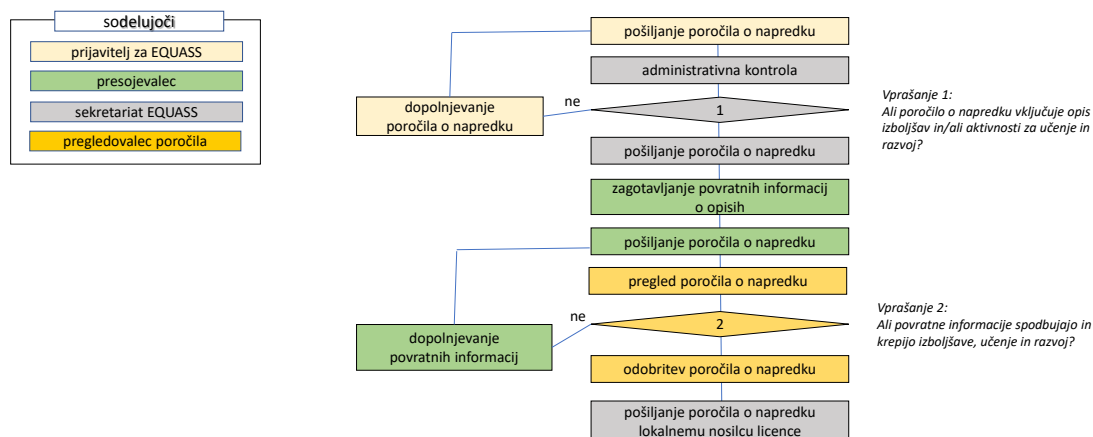 sodelujoči
prijavitelj za EQUASS
presojevalec
sekretariat EQUASS
pregledovalec poročila
pošiljanje poročila o napredku
administrativna kontrola
dopolnjevanje
poročila o napredku
ne
1
Vprašanje 1:
Ali poročilo o napredku vključuje opis
izboljšav in/ali aktivnosti za učenje in
razvoj?
pošiljanje poročila o napredku
zagotavljanje povratnih informacij
o opisih
pošiljanje poročila o napredku
pregled poročila o napredku
dopolnjevanje
povratnih informacij
ne
2
Vprašanje 2:
Ali povratne informacije spodbujajo in
krepijo izboljšave, učenje in razvoj?
odobritev poročila o napredku
pošiljanje poročila o napredku
lokalnemu nosilcu licence